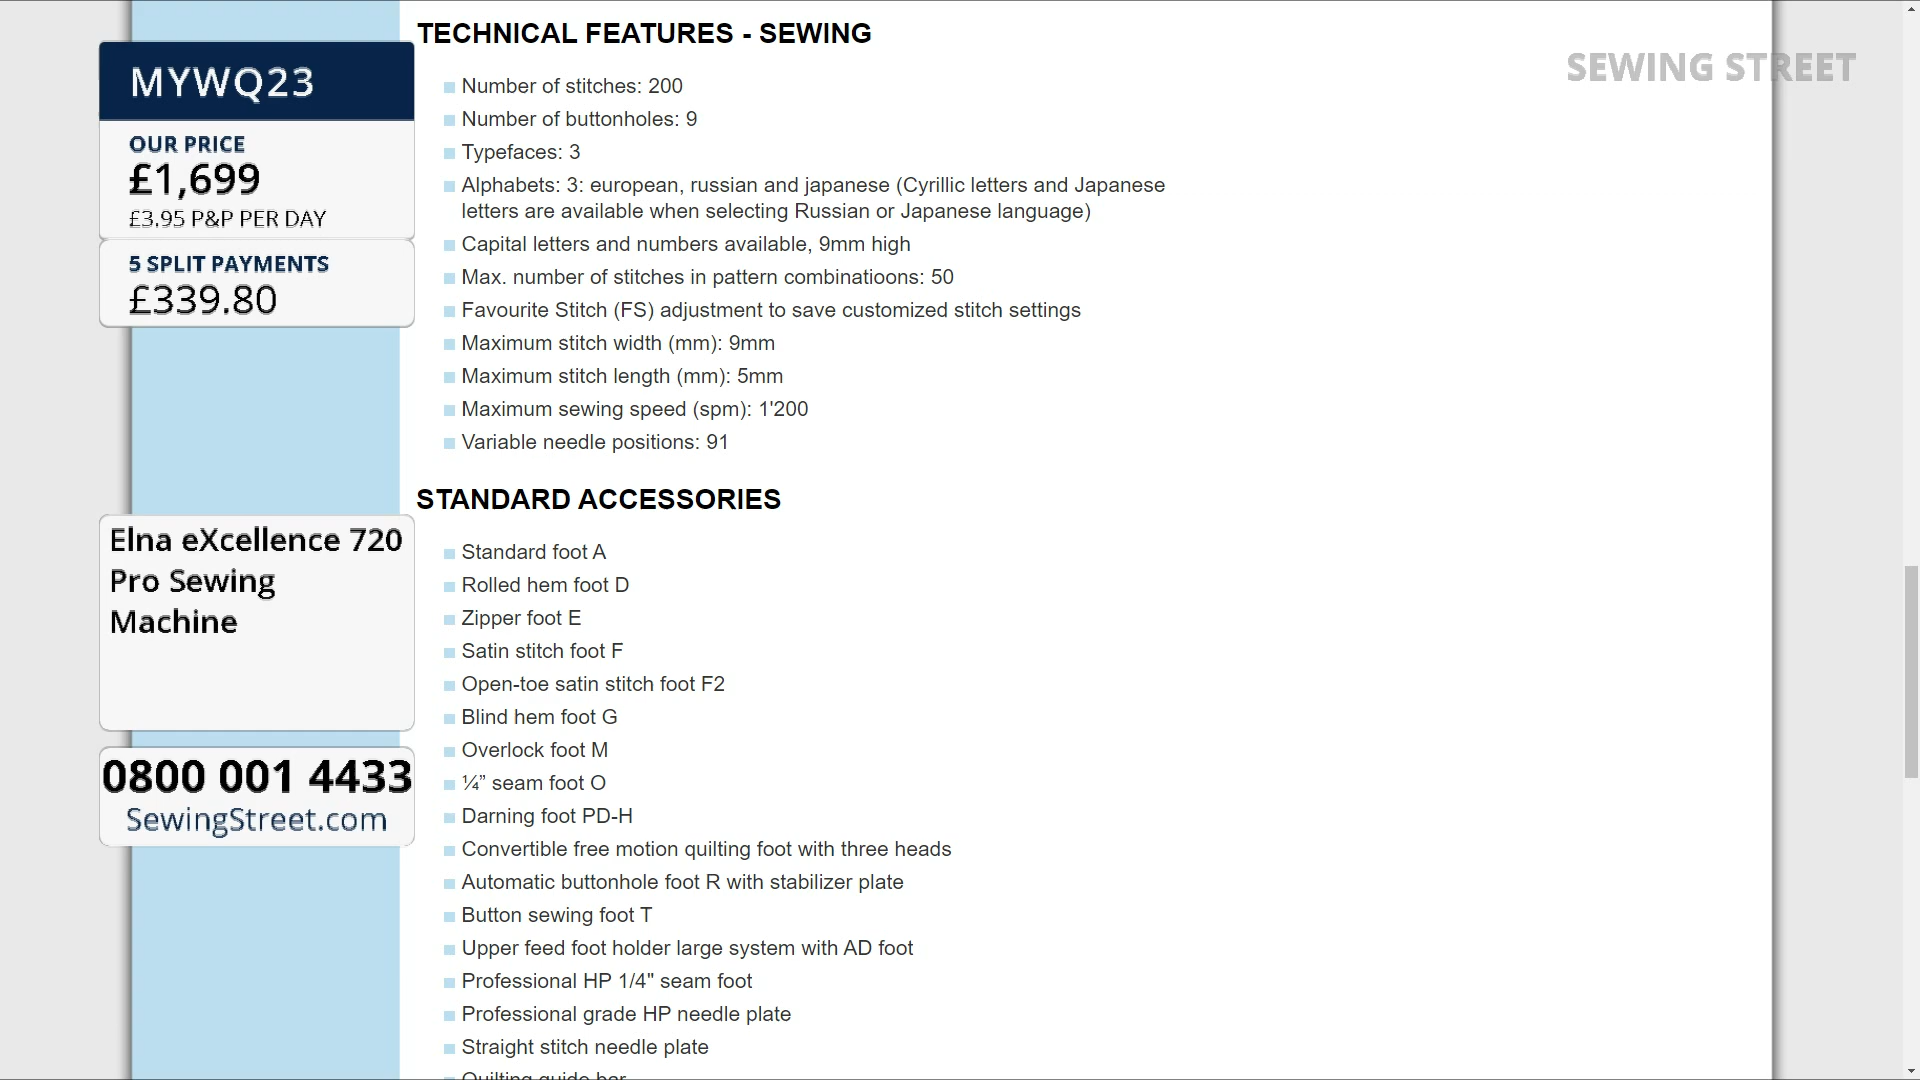 TECHNICAL FEATURES - SEWING
SEWING STREET
MYWQ23
OUR PRICE
£1,699
£3.95 P&P PER DAY
5 SPLIT PAYMENTS
£339.80
Number of stitches: 200
Number of buttonholes: 9
Typefaces: 3
Alphabets: 3: european, russian and japanese (Cyrillic letters and Japanese
letters are available when selecting Russian or Japanese language)
Capital letters and numbers available, 9mm high
Max. number of stitches in pattern combinatioons: 50
Favourite Stitch (FS) adjustment to save customized stitch settings
Maximum stitch width (mm): 9mm
Maximum stitch length (mm): 5mm
Maximum sewing speed (spm): 1'200
Variable needle positions: 91
Elna eXcellence 720
Pro Sewing
Machine
0800 001 4433
SewingStreet.com
STANDARD ACCESSORIES
Standard foot A
Rolled hem foot D
Zipper foot E
Satin stitch foot F
Open-toe satin stitch foot F2
Blind hem foot G
Overlock foot M
¼” seam foot O
Darning foot PD-H
Convertible free motion quilting foot with three heads
Automatic buttonhole foot R with stabilizer plate
Button sewing foot T
Upper feed foot holder large system with AD foot
Professional HP 1/4" seam foot
Professional grade HP needle plate
Straight stitch needle plate
Quilting guide bar